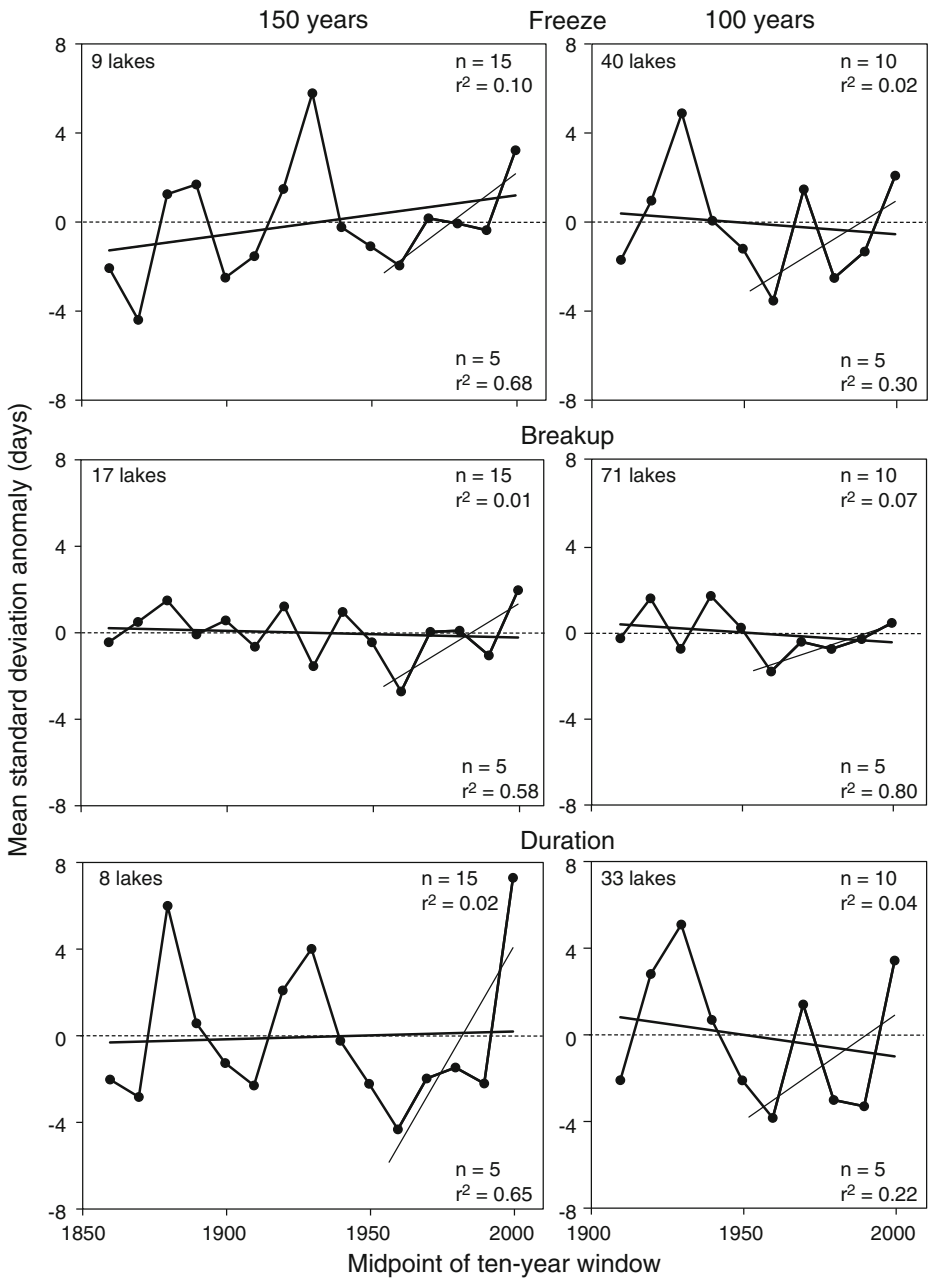 150 years Freeze 100 years
8
4
0
-4
-8
9 lakes
n = 15
r² = 0.10
n = 5
r² = 0.68
8
4
0
-4
-8
40 lakes
n = 10
r² = 0.02
n = 5
r² = 0.30
Breakup
8
4
0
-4
-8
17 lakes
n = 15
r² = 0.01
n = 5
r² = 0.58
8
4
0
-4
-8
71 lakes
n = 10
r² = 0.07
n = 5
r² = 0.80
Duration
8
4
0
-4
-8
8 lakes
n = 15
r² = 0.02
n = 5
r² = 0.65
1850 1900 1950 2000
8
4
0
-4
-8
33 lakes
n = 10
r² = 0.04
n = 5
r² = 0.22
1900 1950 2000
Mean standard deviation anomaly (days)
Midpoint of ten-year window